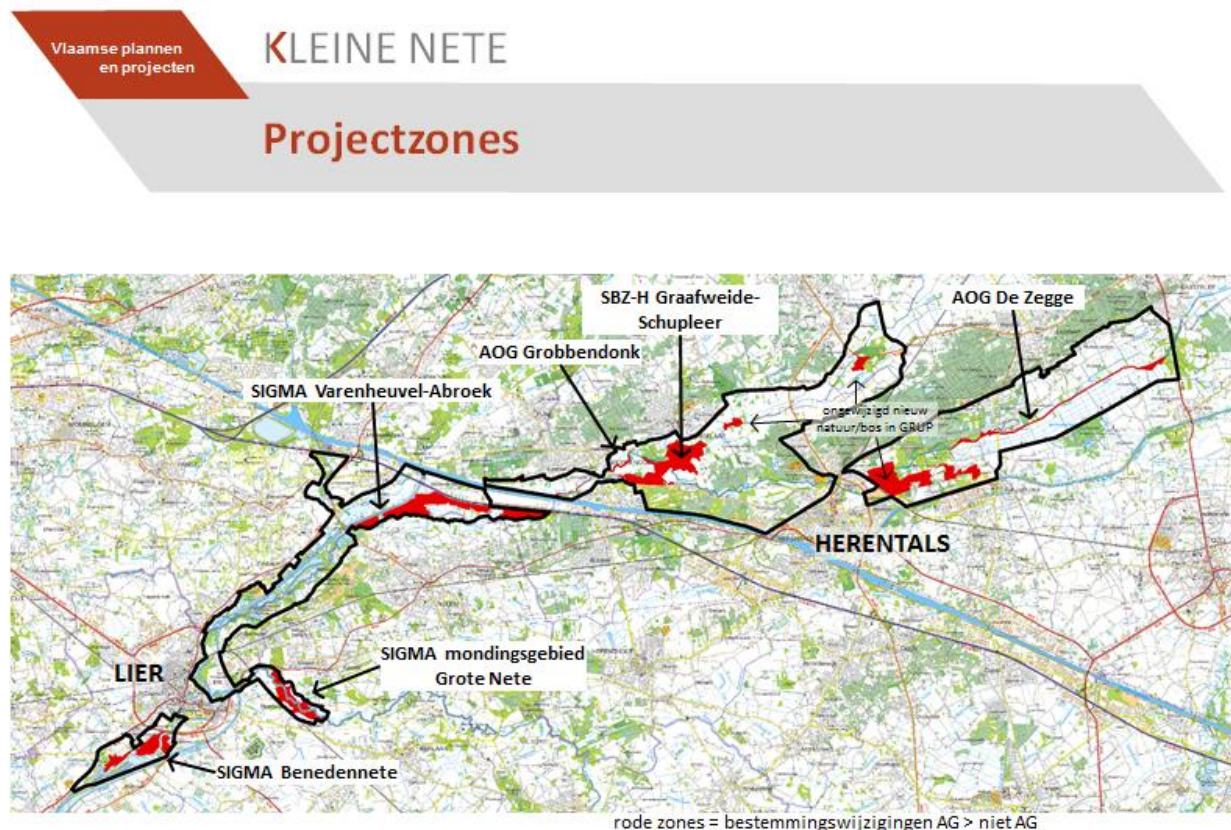 Vlaamse plannen
en projecten
KLEINE NETE
Projectzones
SBZ-H Graafweide-
Schupleer
AOG De Zegge
AOG Grobbendonk
SIGMA Varenheuvel-Abroek
ongewijzigd nieuw
natuur/bos in GRUP
HERENTALS
SIGMA mondingsgebied
Grote Nete
LIER
SIGMA Benedennete
rode zones = bestemmingswijzigingen AG > niet AG